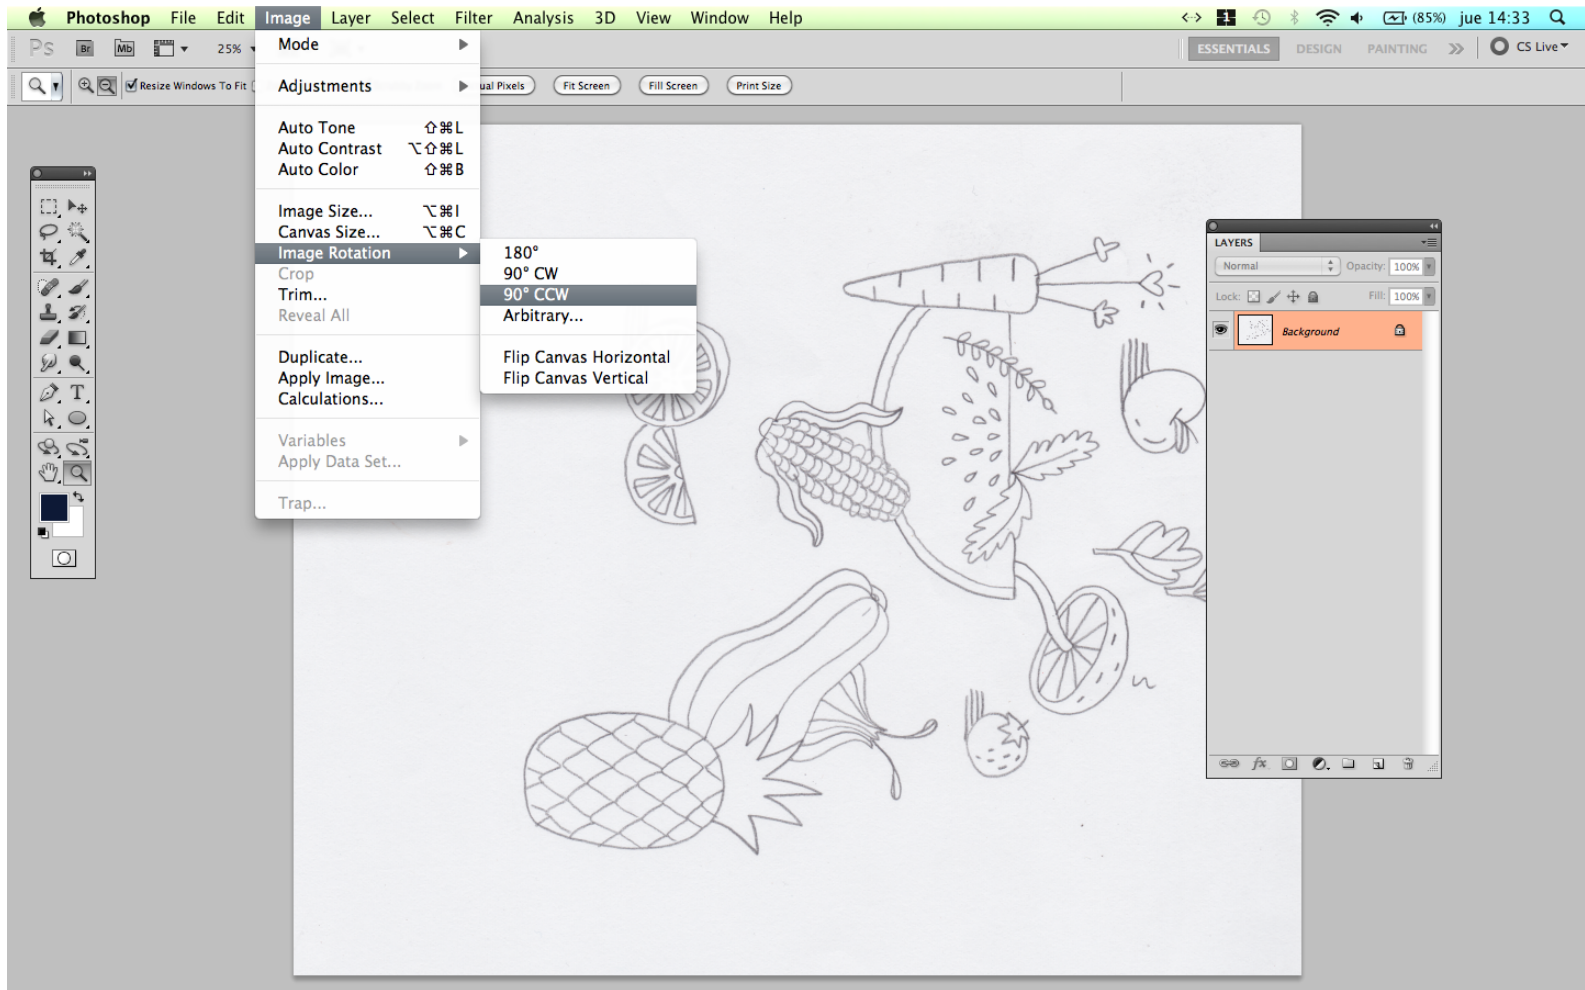 Photoshop File Edit Image Layer Select Filter Analysis 3D View Window Help
1 (85%) jue 14:33
Ps Br Mb 25%
ESSENTIALS DESIGN PAINTING CS Live
Resize Windows To Fit
ual Pixels Fit Screen Fill Screen Print Size
Mode
Adjustments
Auto Tone ⇧⌘L
Auto Contrast ⌥⇧⌘L
Auto Color ⇧⌘B
Image Size... ⌥⌘I
Canvas Size... ⌥⌘C
Image Rotation
Crop
Trim...
Reveal All
Duplicate...
Apply Image...
Calculations...
Variables
Apply Data Set...
Trap...
180°
90° CW
90° CCW
Arbitrary...
Flip Canvas Horizontal
Flip Canvas Vertical
T
LAYERS
Normal Opacity: 100%
Lock: Fill: 100%
Background
fx